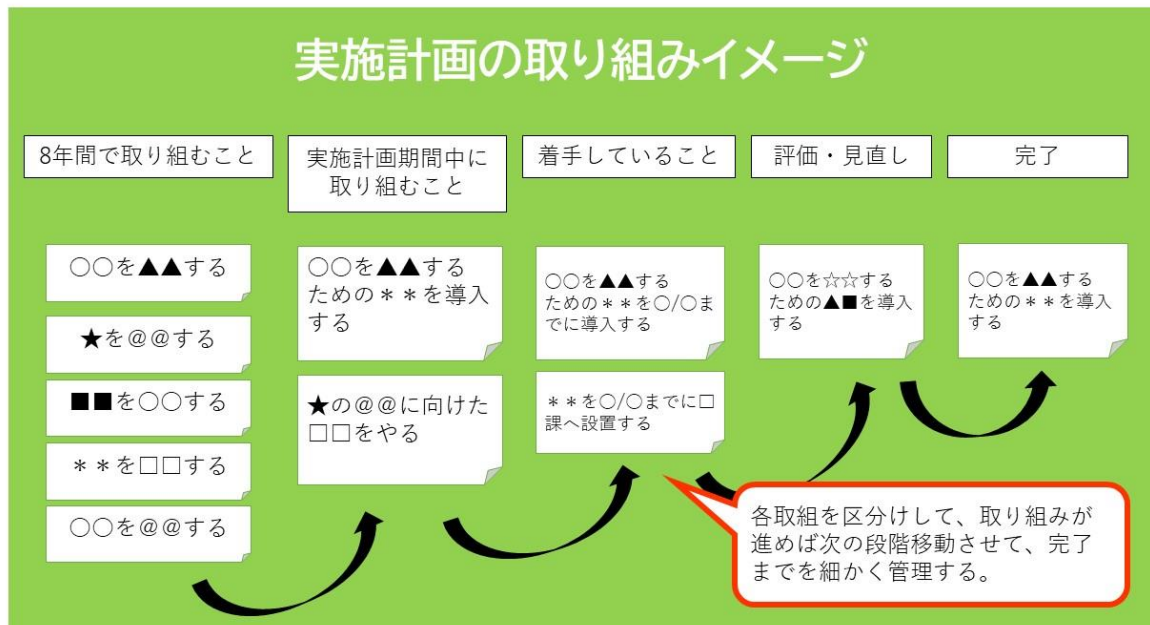 実施計画の取り組みイメージ
8年間で取り組むこと
実施計画期間中に
取り組むこと
着手していること
評価・見直し
完了
○○を▲▲する
★を@@する
■■を○○する
＊＊を□□する
○○を@@する
○○を▲▲する
ための＊＊を導入
する
★の@@に向けた
□□をやる
○○を▲▲する
ための＊＊を○/○ま
でに導入する
＊＊を○/○までに□
課へ設置する
○○を☆☆する
ための▲■を導入
する
○○を▲▲する
ための＊＊を導入
する
各取組を区分けして、取り組みが
進めば次の段階移動させて、完了
までを細かく管理する。